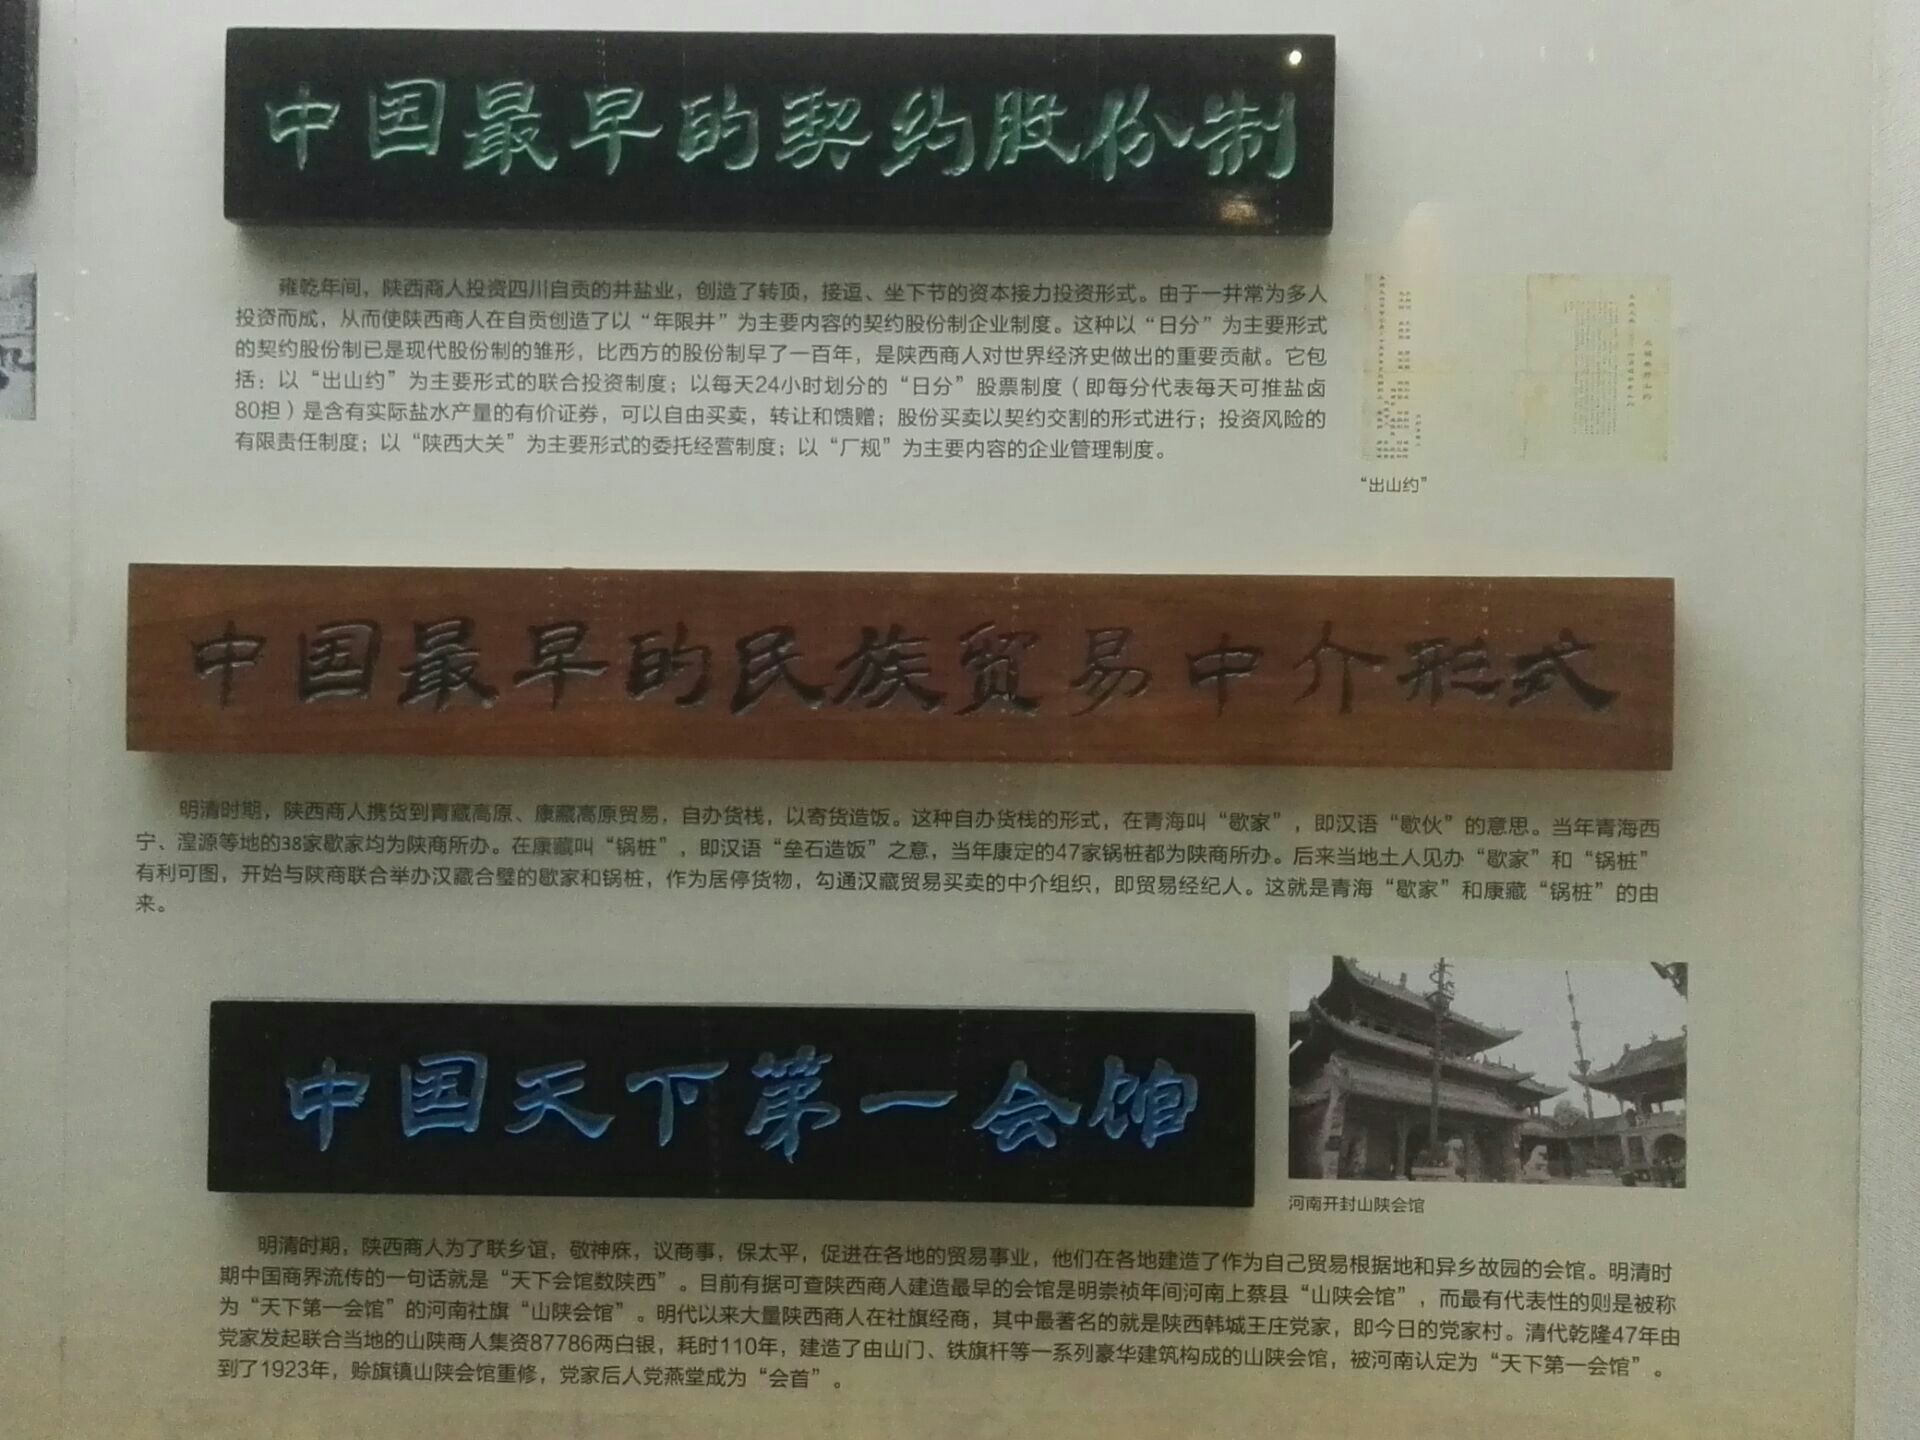 中国最早的契约股份制
雍乾年间，陕西商人投资四川自贡的井盐业，创造了转顶，接逗、坐下节的资本接力投资形式。由于一井常为多人
投资而成，从而使陕西商人在自贡创造了以“年限井”为主要内容的契约股份制企业制度。这种以“日分”为主要形式
的契约股份制已是现代股份制的雏形，比西方的股份制早了一百年，是陕西商人对世界经济史做出的重要贡献。它包
括：以“出山约”为主要形式的联合投资制度；以每天24小时划分的“日分”股票制度（即每分代表每天可推盐卤
80担）是含有实际盐水产量的有价证券，可以自由买卖，转让和馈赠；股份买卖以契约交割的形式进行；投资风险的
有限责任制度；以“陕西大关”为主要形式的委托经营制度；以“厂规”为主要内容的企业管理制度。
“出山约”
中国最早的民族贸易中介形式
明清时期，陕西商人携货到青藏高原、康藏高原贸易，自办货栈，以寄货造饭。这种自办货栈的形式，在青海叫“歇家”，即汉语“歇伙”的意思。当年青海西
宁、湟源等地的38家歇家均为陕商所办。在康藏叫“锅桩”，即汉语“垒石造饭”之意，当年康定的47家锅桩都为陕商所办。后来当地土人见办“歇家”和“锅桩”
有利可图，开始与陕商联合举办汉藏合璧的歇家和锅桩，作为居停货物，勾通汉藏贸易买卖的中介组织，即贸易经纪人。这就是青海“歇家”和康藏“锅桩”的由
来。
中国天下第一会馆
河南开封山陕会馆
明清时期，陕西商人为了联乡谊，敬神庥，议商事，保太平，促进在各地的贸易事业，他们在各地建造了作为自己贸易根据地和异乡故园的会馆。明清时
期中国商界流传的一句话就是“天下会馆数陕西”。目前有据可查陕西商人建造最早的会馆是明崇祯年间河南上蔡县“山陕会馆”，而最有代表性的则是被称
为“天下第一会馆”的河南社旗“山陕会馆”。明代以来大量陕西商人在社旗经商，其中最著名的就是陕西韩城王庄党家，即今日的党家村。清代乾隆47年由
党家发起联合当地的山陕商人集资87786两白银，耗时110年，建造了由山门、铁旗杆等一系列豪华建筑构成的山陕会馆，被河南认定为“天下第一会馆”。
到了1923年，赊旗镇山陕会馆重修，党家后人党燕堂成为“会首”。